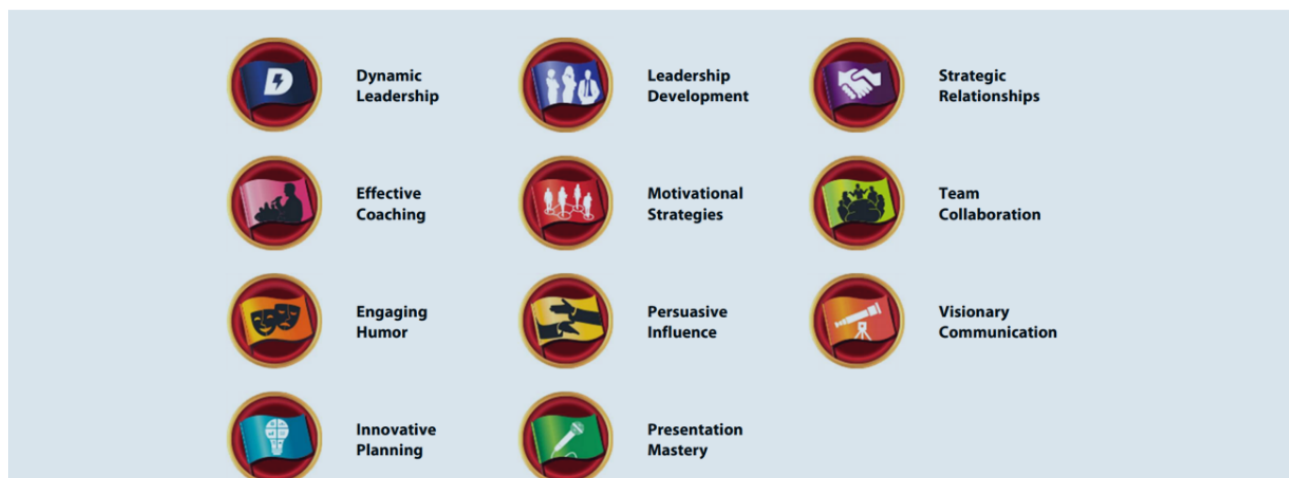 Dynamic
Leadership
Leadership
Development
Strategic
Relationships
Effective
Coaching
Motivational
Strategies
Team
Collaboration
Engaging
Humor
Persuasive
Influence
Visionary
Communication
Innovative
Planning
Presentation
Mastery